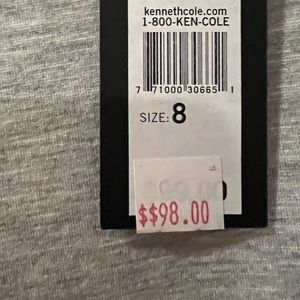 kennethcole.com
1-800-KEN-COLE
7 71000 30665 1
SIZE: 8
$$98.00